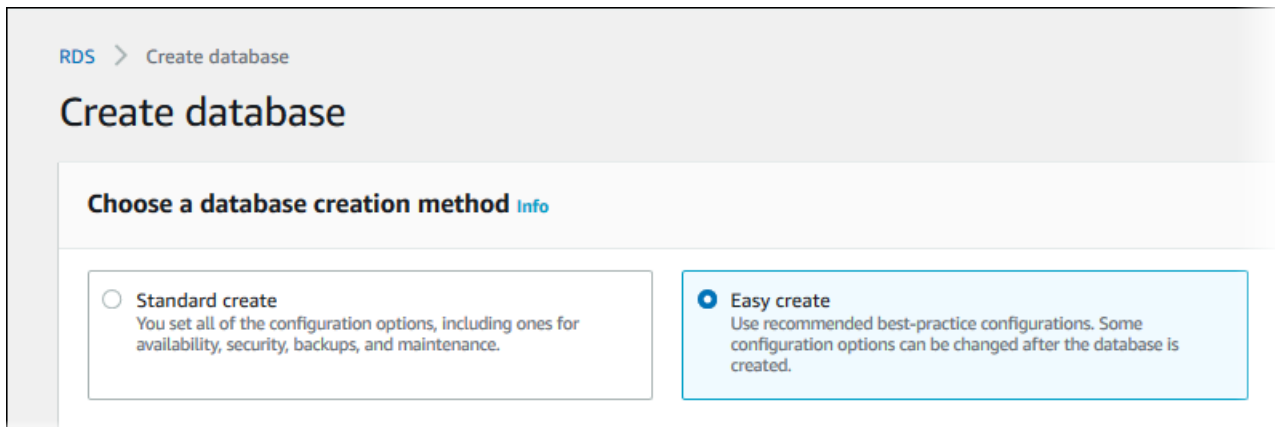 RDS > Create database
Create database
Choose a database creation method Info
Standard create
You set all of the configuration options, including ones for
availability, security, backups, and maintenance.
Easy create
Use recommended best-practice configurations. Some
configuration options can be changed after the database is
created.